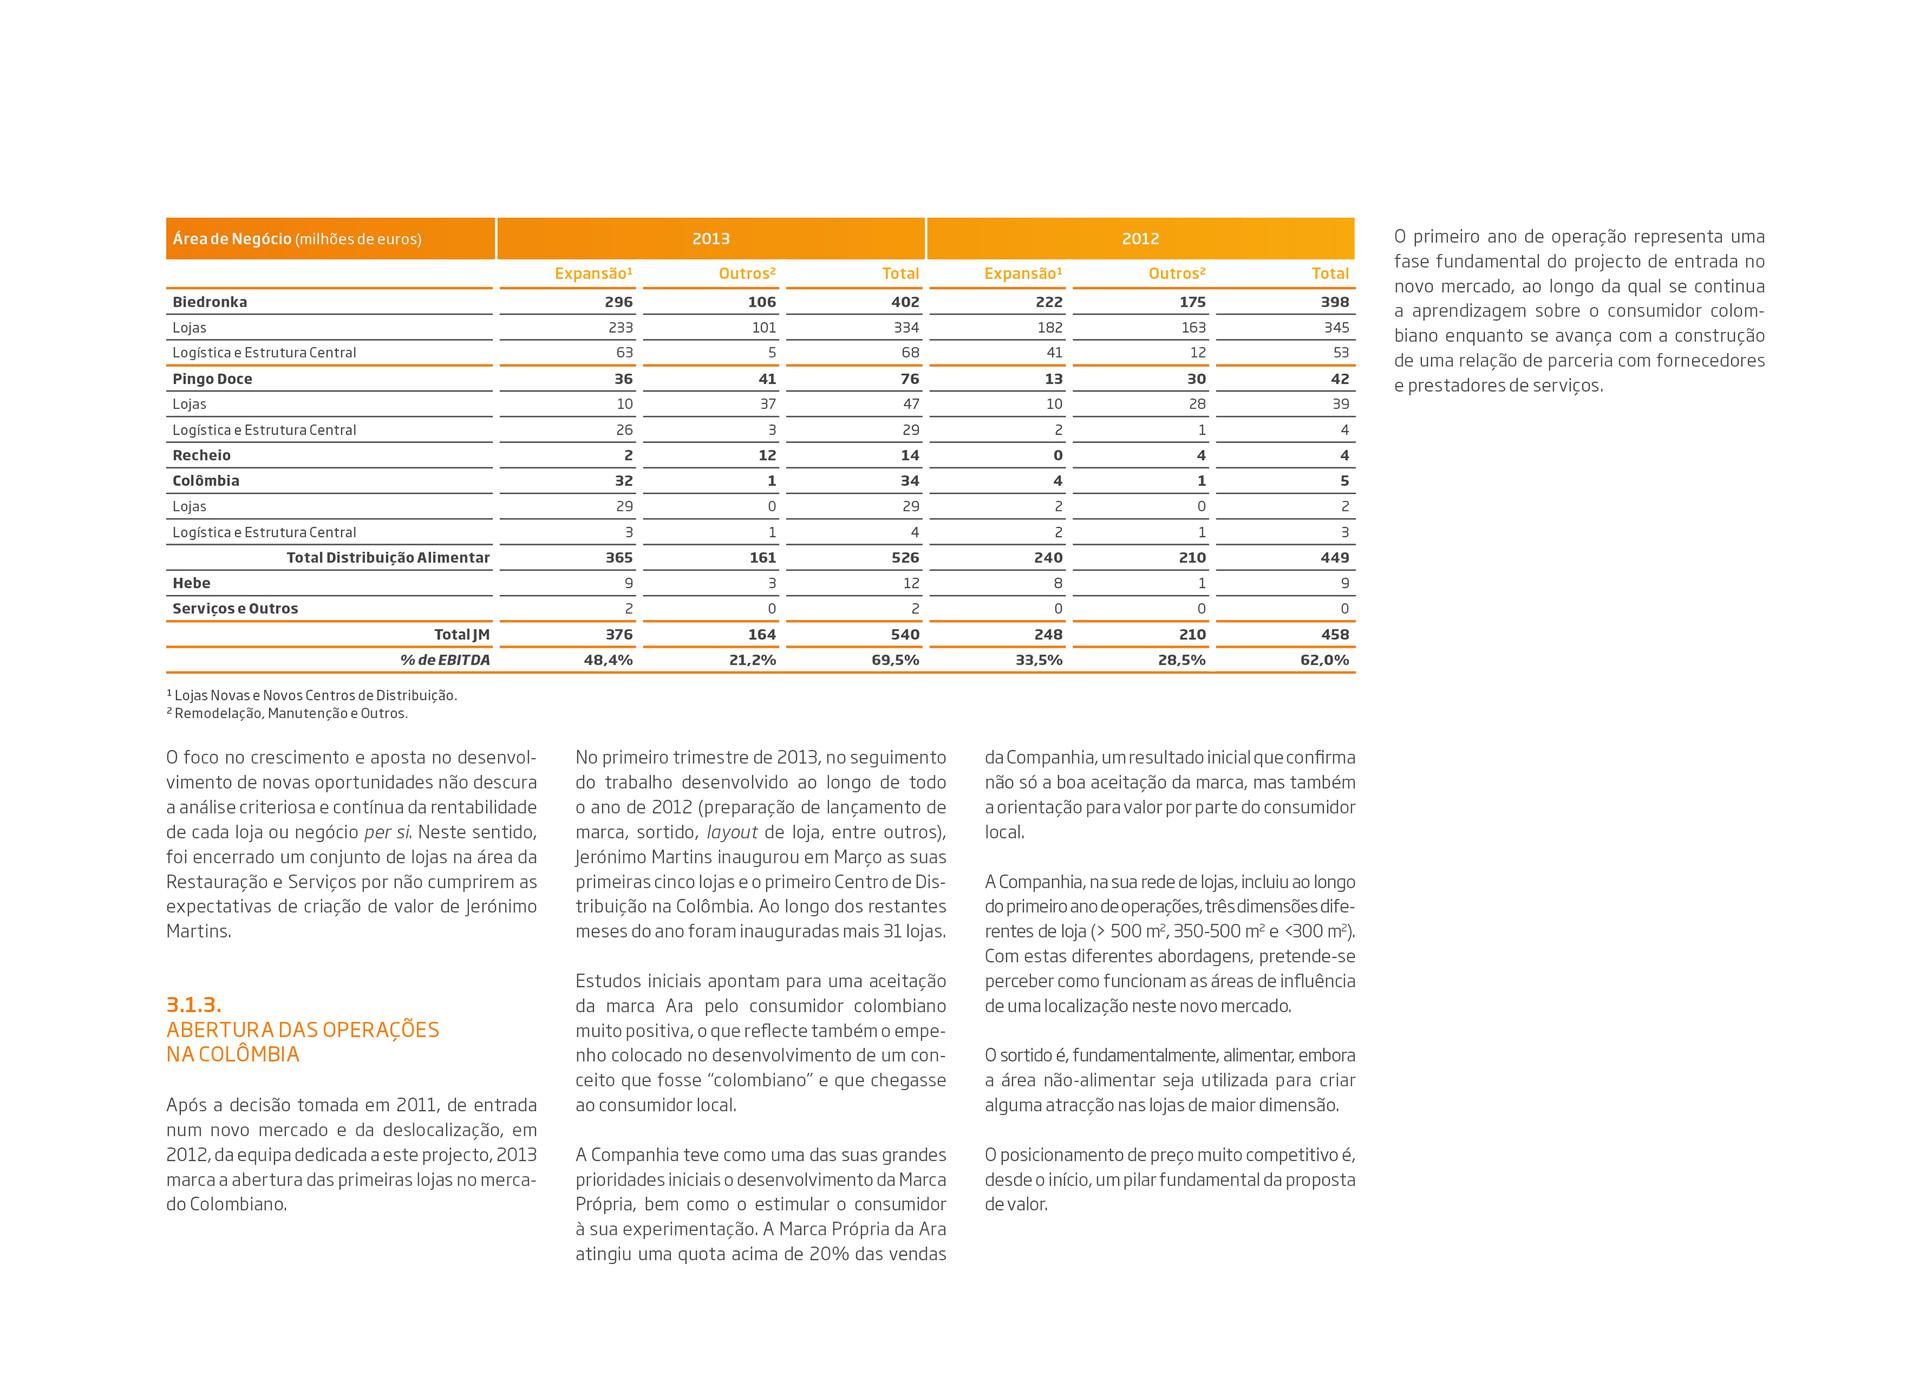 Área de Negócio (milhões de euros) 2013 2012
Expansão¹ Outros² Total Expansão¹ Outros² Total
Biedronka 296 106 402 222 175 398
Lojas 233 101 334 182 163 345
Logística e Estrutura Central 63 5 68 41 12 53
Pingo Doce 36 41 76 13 30 42
Lojas 10 37 47 10 28 39
Logística e Estrutura Central 26 3 29 2 1 4
Recheio 2 12 14 0 4 4
Colômbia 32 1 34 4 1 5
Lojas 29 0 29 2 0 2
Logística e Estrutura Central 3 1 4 2 1 3
Total Distribuição Alimentar 365 161 526 240 210 449
Hebe 9 3 12 8 1 9
Serviços e Outros 2 0 2 0 0 0
Total JM 376 164 540 248 210 458
% de EBITDA 48,4% 21,2% 69,5% 33,5% 28,5% 62,0%
¹ Lojas Novas e Novos Centros de Distribuição.
² Remodelação, Manutenção e Outros.
O foco no crescimento e aposta no desenvol-
vimento de novas oportunidades não descura
a análise criteriosa e contínua da rentabilidade
de cada loja ou negócio per si. Neste sentido,
foi encerrado um conjunto de lojas na área da
Restauração e Serviços por não cumprirem as
expectativas de criação de valor de Jerónimo
Martins.
3.1.3.
ABERTURA DAS OPERAÇÕES
NA COLÔMBIA
Após a decisão tomada em 2011, de entrada
num novo mercado e da deslocalização, em
2012, da equipa dedicada a este projecto, 2013
marca a abertura das primeiras lojas no merca-
do Colombiano.
No primeiro trimestre de 2013, no seguimento
do trabalho desenvolvido ao longo de todo
o ano de 2012 (preparação de lançamento de
marca, sortido, layout de loja, entre outros),
Jerónimo Martins inaugurou em Março as suas
primeiras cinco lojas e o primeiro Centro de Dis-
tribuição na Colômbia. Ao longo dos restantes
meses do ano foram inauguradas mais 31 lojas.
Estudos iniciais apontam para uma aceitação
da marca Ara pelo consumidor colombiano
muito positiva, o que reflecte também o empe-
nho colocado no desenvolvimento de um con-
ceito que fosse “colombiano” e que chegasse
ao consumidor local.
A Companhia teve como uma das suas grandes
prioridades iniciais o desenvolvimento da Marca
Própria, bem como o estimular o consumidor
à sua experimentação. A Marca Própria da Ara
atingiu uma quota acima de 20% das vendas
da Companhia, um resultado inicial que confirma
não só a boa aceitação da marca, mas também
a orientação para valor por parte do consumidor
local.
A Companhia, na sua rede de lojas, incluiu ao longo
do primeiro ano de operações, três dimensões dife-
rentes de loja (> 500 m², 350-500 m² e <300 m²).
Com estas diferentes abordagens, pretende-se
perceber como funcionam as áreas de influência
de uma localização neste novo mercado.
O sortido é, fundamentalmente, alimentar, embora
a área não-alimentar seja utilizada para criar
alguma atracção nas lojas de maior dimensão.
O posicionamento de preço muito competitivo é,
desde o início, um pilar fundamental da proposta
de valor.
O primeiro ano de operação representa uma
fase fundamental do projecto de entrada no
novo mercado, ao longo da qual se continua
a aprendizagem sobre o consumidor colom-
biano enquanto se avança com a construção
de uma relação de parceria com fornecedores
e prestadores de serviços.